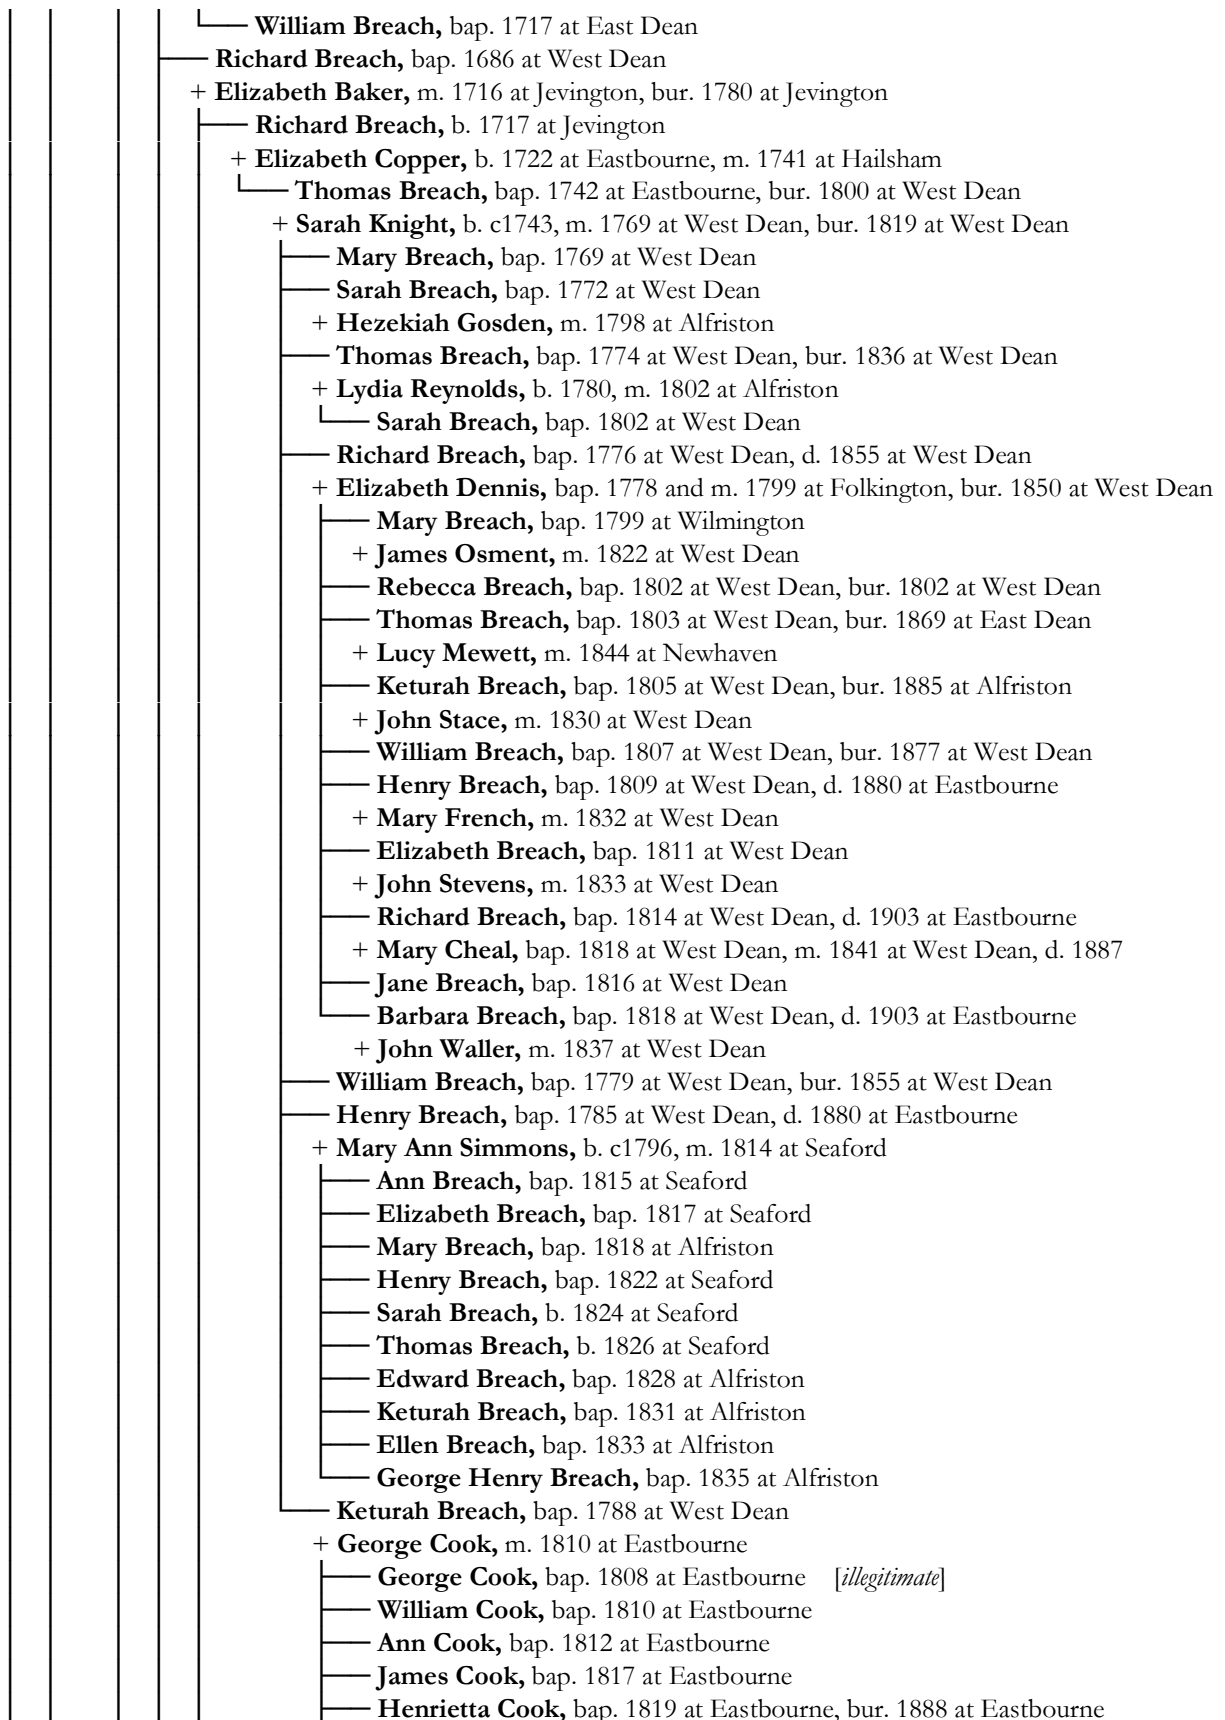 William Breach, bap. 1717 at East Dean
Richard Breach, bap. 1686 at West Dean
+ Elizabeth Baker, m. 1716 at Jevington, bur. 1780 at Jevington
Richard Breach, b. 1717 at Jevington
+ Elizabeth Copper, b. 1722 at Eastbourne, m. 1741 at Hailsham
Thomas Breach, bap. 1742 at Eastbourne, bur. 1800 at West Dean
+ Sarah Knight, b. c1743, m. 1769 at West Dean, bur. 1819 at West Dean
Mary Breach, bap. 1769 at West Dean
Sarah Breach, bap. 1772 at West Dean
+ Hezekiah Gosden, m. 1798 at Alfriston
Thomas Breach, bap. 1774 at West Dean, bur. 1836 at West Dean
+ Lydia Reynolds, b. 1780, m. 1802 at Alfriston
Sarah Breach, bap. 1802 at West Dean
Richard Breach, bap. 1776 at West Dean, d. 1855 at West Dean
+ Elizabeth Dennis, bap. 1778 and m. 1799 at Folkington, bur. 1850 at West Dean
Mary Breach, bap. 1799 at Wilmington
+ James Osment, m. 1822 at West Dean
Rebecca Breach, bap. 1802 at West Dean, bur. 1802 at West Dean
Thomas Breach, bap. 1803 at West Dean, bur. 1869 at East Dean
+ Lucy Mewett, m. 1844 at Newhaven
Keturah Breach, bap. 1805 at West Dean, bur. 1885 at Alfriston
+ John Stace, m. 1830 at West Dean
William Breach, bap. 1807 at West Dean, bur. 1877 at West Dean
Henry Breach, bap. 1809 at West Dean, d. 1880 at Eastbourne
+ Mary French, m. 1832 at West Dean
Elizabeth Breach, bap. 1811 at West Dean
+ John Stevens, m. 1833 at West Dean
Richard Breach, bap. 1814 at West Dean, d. 1903 at Eastbourne
+ Mary Cheal, bap. 1818 at West Dean, m. 1841 at West Dean, d. 1887
Jane Breach, bap. 1816 at West Dean
Barbara Breach, bap. 1818 at West Dean, d. 1903 at Eastbourne
+ John Waller, m. 1837 at West Dean
William Breach, bap. 1779 at West Dean, bur. 1855 at West Dean
Henry Breach, bap. 1785 at West Dean, d. 1880 at Eastbourne
+ Mary Ann Simmons, b. c1796, m. 1814 at Seaford
Ann Breach, bap. 1815 at Seaford
Elizabeth Breach, bap. 1817 at Seaford
Mary Breach, bap. 1818 at Alfriston
Henry Breach, bap. 1822 at Seaford
Sarah Breach, b. 1824 at Seaford
Thomas Breach, b. 1826 at Seaford
Edward Breach, bap. 1828 at Alfriston
Keturah Breach, bap. 1831 at Alfriston
Ellen Breach, bap. 1833 at Alfriston
George Henry Breach, bap. 1835 at Alfriston
Keturah Breach, bap. 1788 at West Dean
+ George Cook, m. 1810 at Eastbourne
George Cook, bap. 1808 at Eastbourne [illegitimate]
William Cook, bap. 1810 at Eastbourne
Ann Cook, bap. 1812 at Eastbourne
James Cook, bap. 1817 at Eastbourne
Henrietta Cook, bap. 1819 at Eastbourne, bur. 1888 at Eastbourne